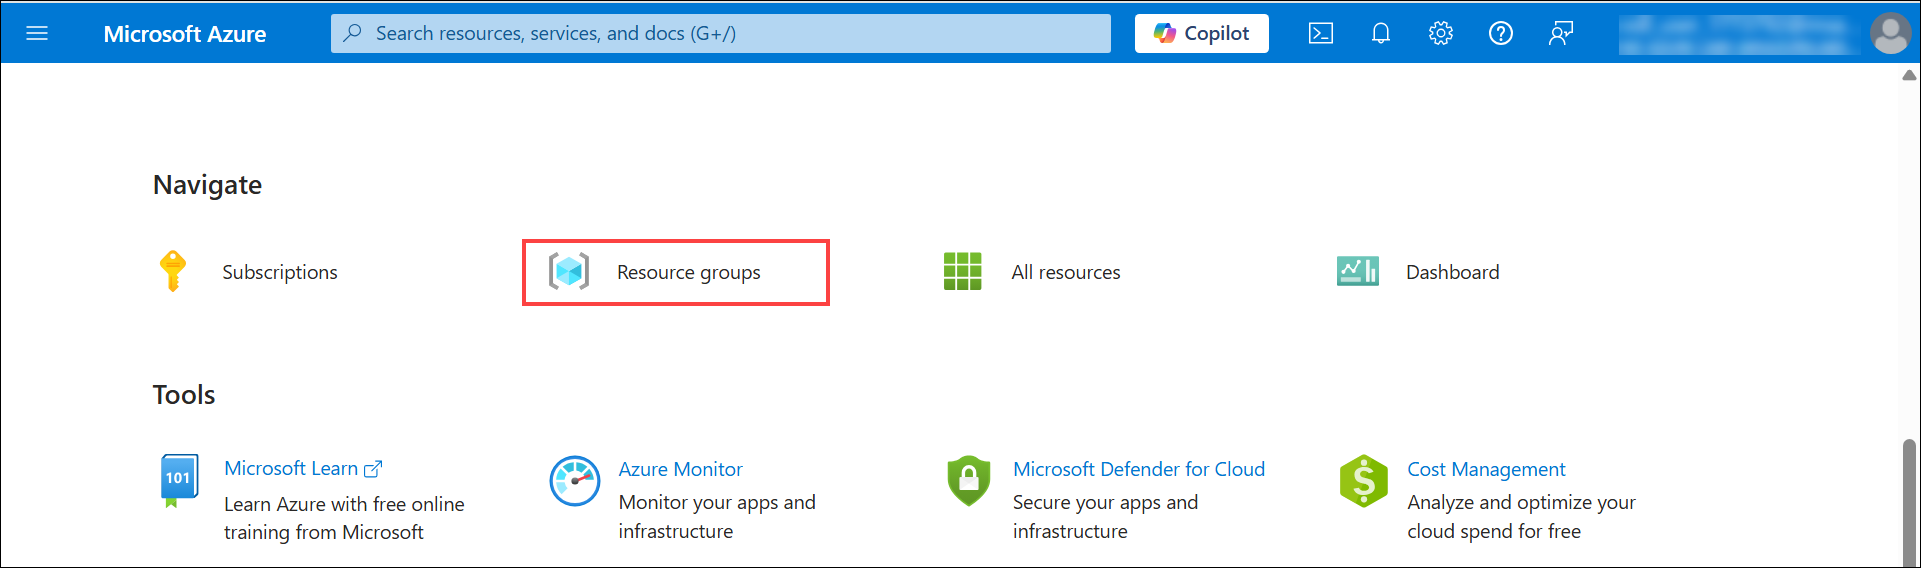 Microsoft Azure
Search resources, services, and docs (G+/)
Copilot
Navigate
Subscriptions
Resource groups
All resources
Dashboard
Tools
101
Microsoft Learn
Learn Azure with free online
training from Microsoft
Azure Monitor
Monitor your apps and
infrastructure
Microsoft Defender for Cloud
Secure your apps and
infrastructure
$
Cost Management
Analyze and optimize your
cloud spend for free